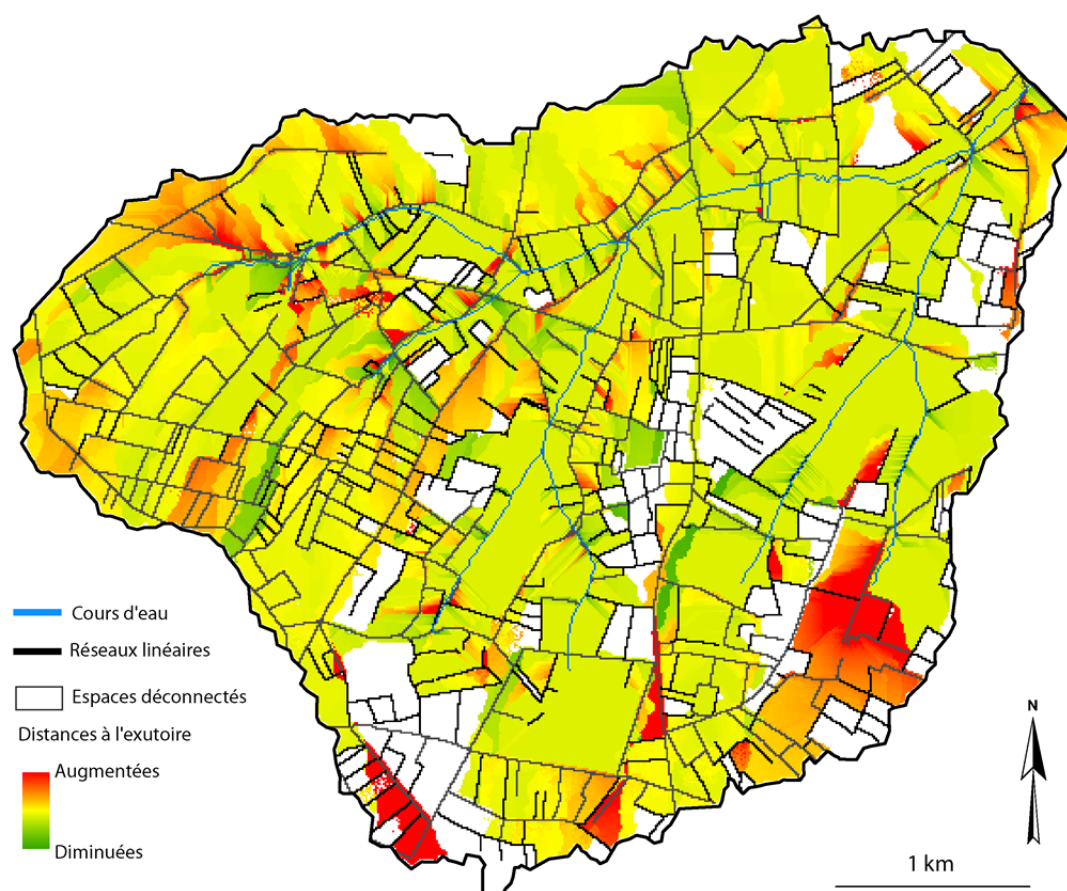 Cours d'eau
Réseaux linéaires
Espaces déconnectés
Distances à l'exutoire
Augmentées
Diminuées
N
1 km